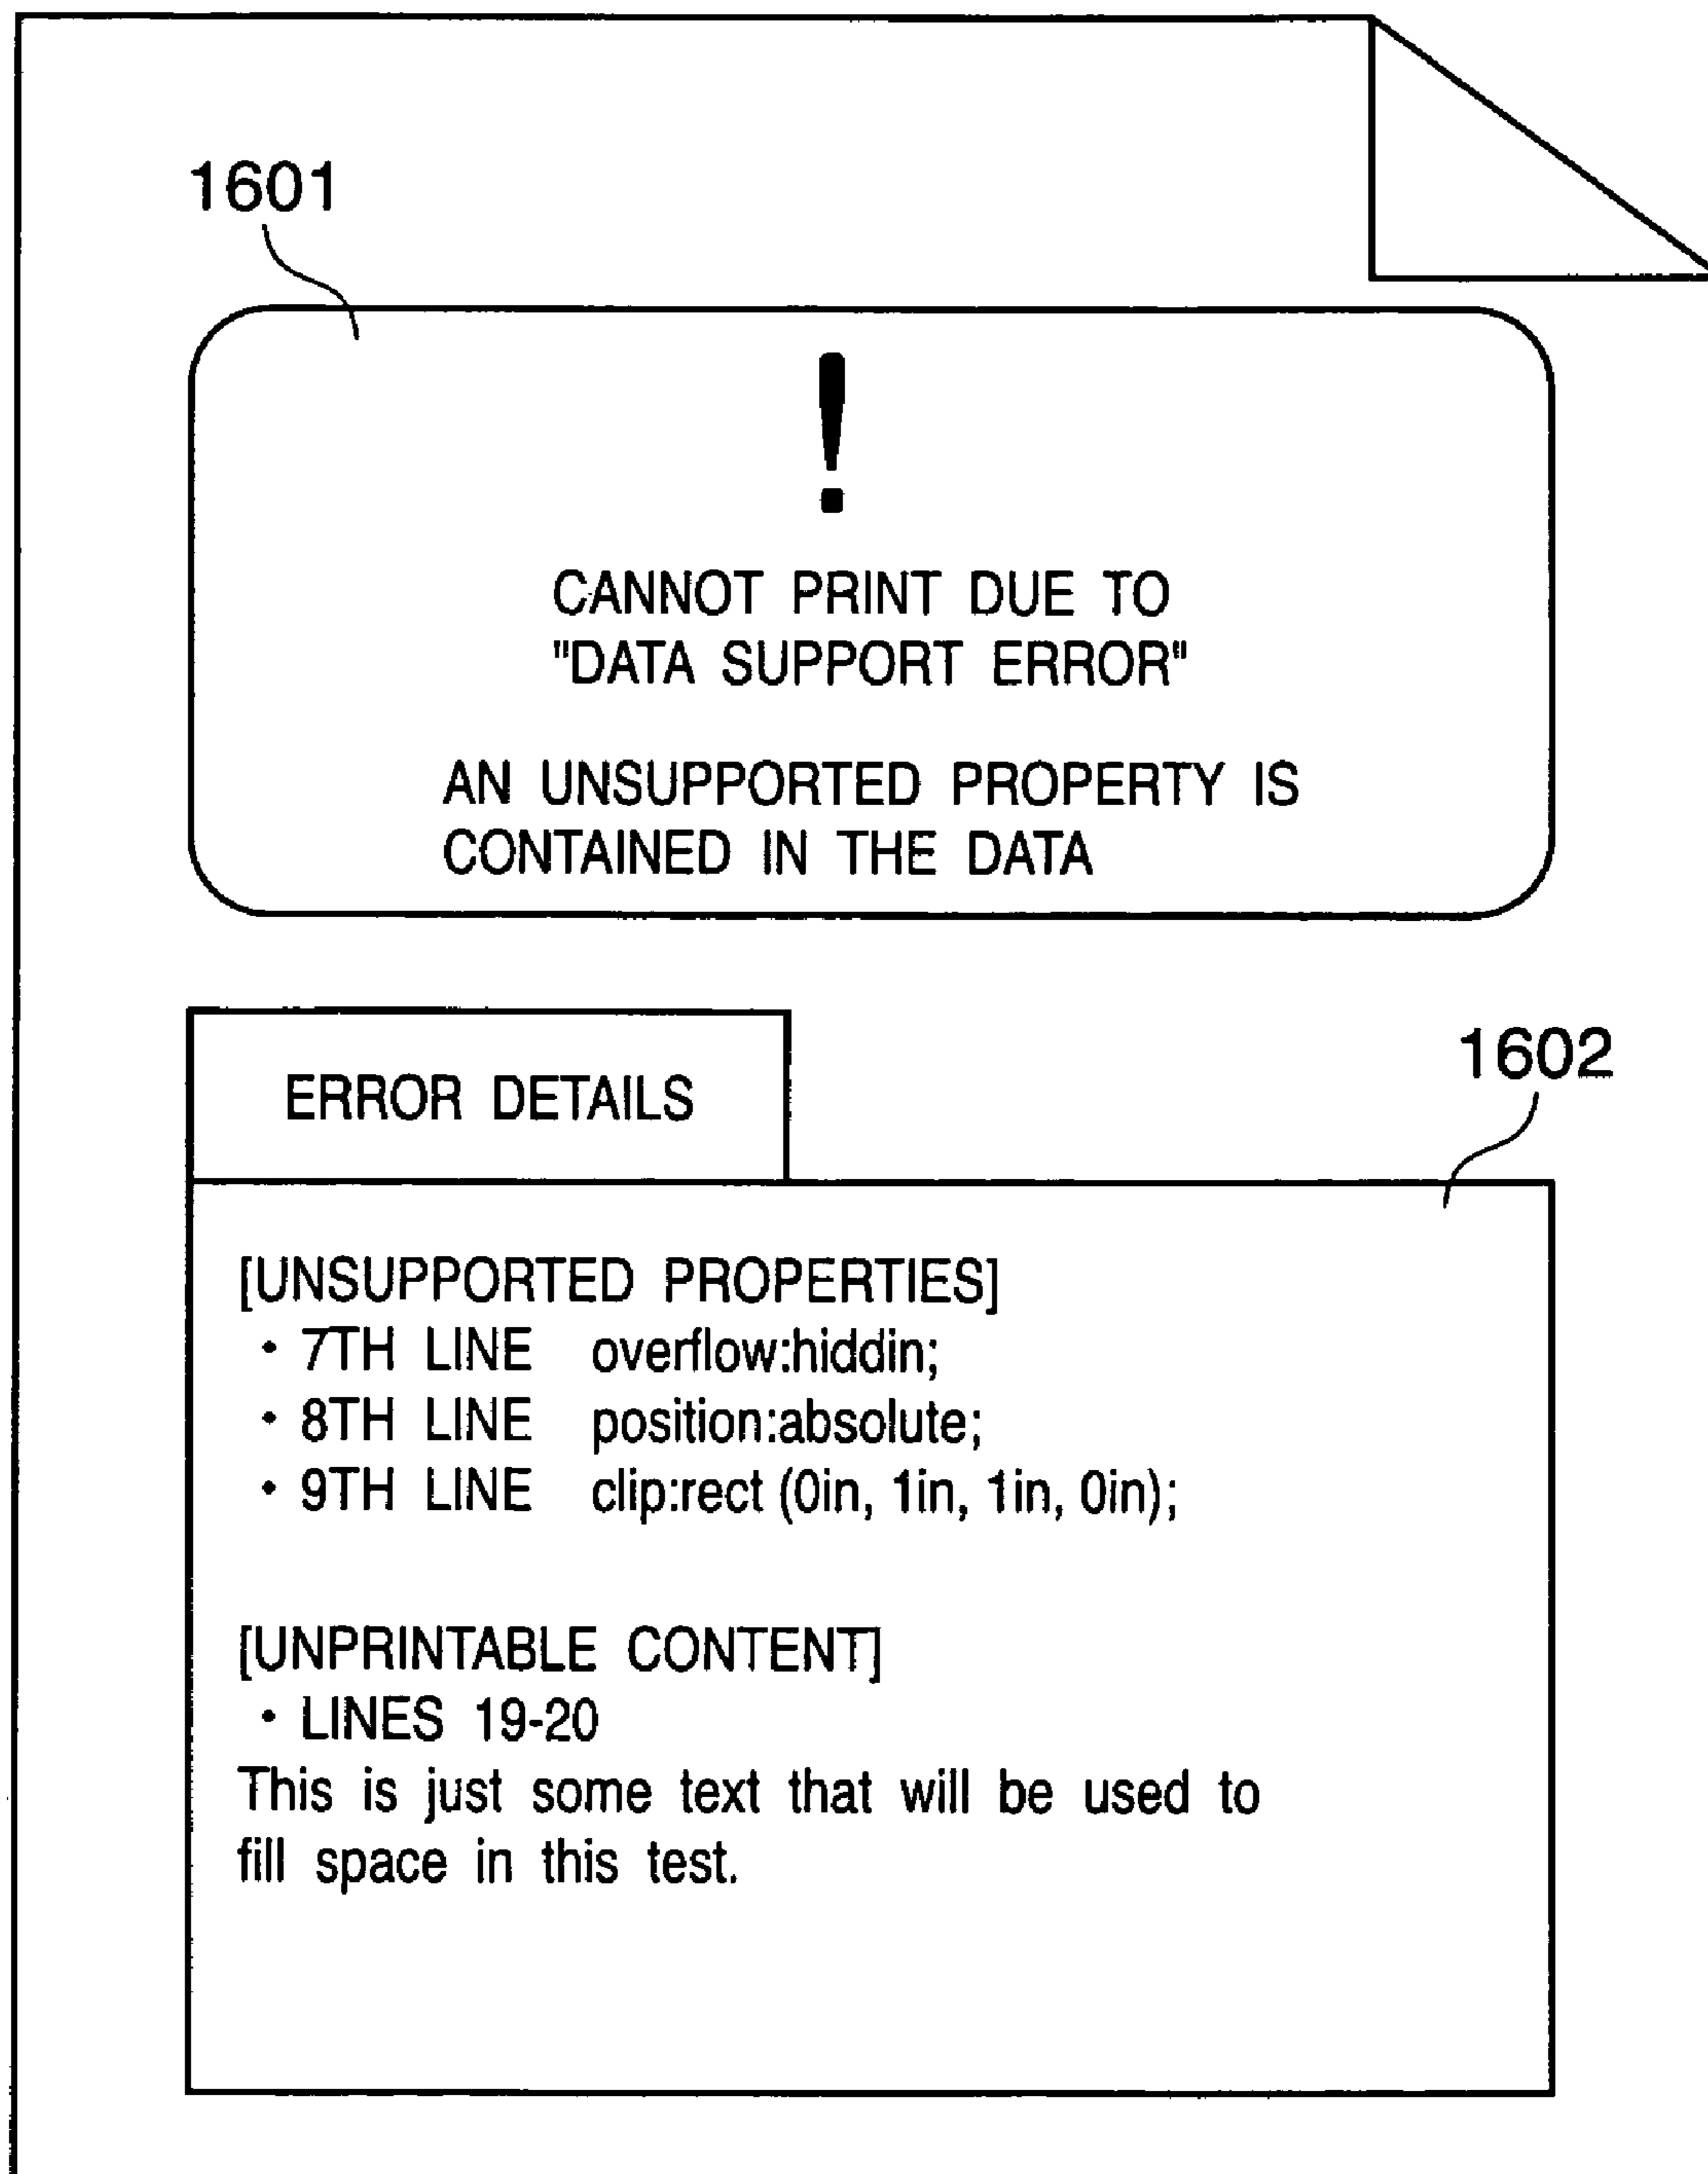 1601
!
CANNOT PRINT DUE TO
"DATA SUPPORT ERROR"
AN UNSUPPORTED PROPERTY IS
CONTAINED IN THE DATA
ERROR DETAILS
1602
[UNSUPPORTED PROPERTIES]
• 7TH LINE overflow:hiddin;
• 8TH LINE position:absolute;
• 9TH LINE clip:rect (0in, 1in, 1in, 0in);
[UNPRINTABLE CONTENT]
• LINES 19-20
This is just some text that will be used to
fill space in this test.